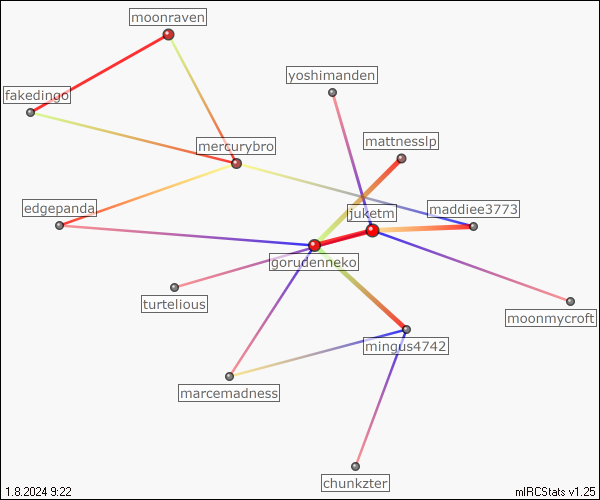 moonraven
yoshimanden
fakedingo
mattnesslp
mercurybro
edgepanda
maddiee3773
juketm
gorudenneko
turtelious
moonmycroft
mingus4742
marcemadness
chunkzter
1.8.2024 9:22
mIRCStats v1.25